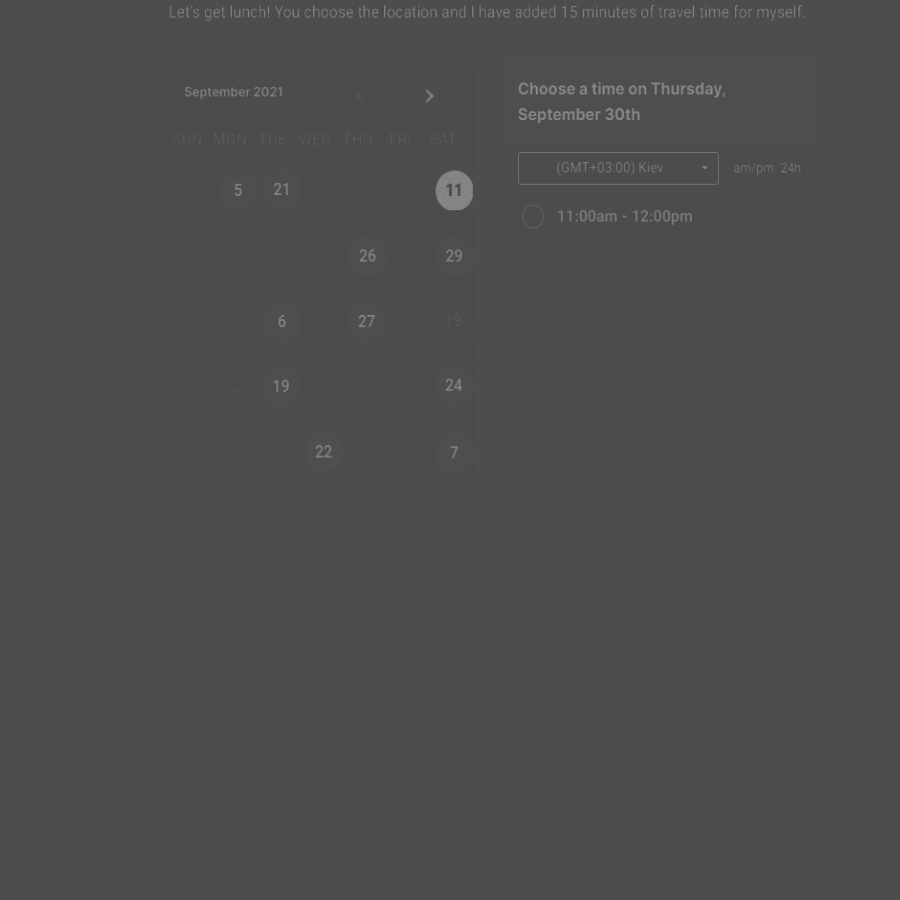 Let's get lunch! You choose the location and I have added 15 minutes of travel time for myself.
September 2021
SUN MON TUE WED THU FRI SAT
5 21 11
26 29
6 27 19
19 24
22 7
Choose a time on Thursday,
September 30th
(GMT+03:00) Kiev am/pm 24h
11:00am - 12:00pm